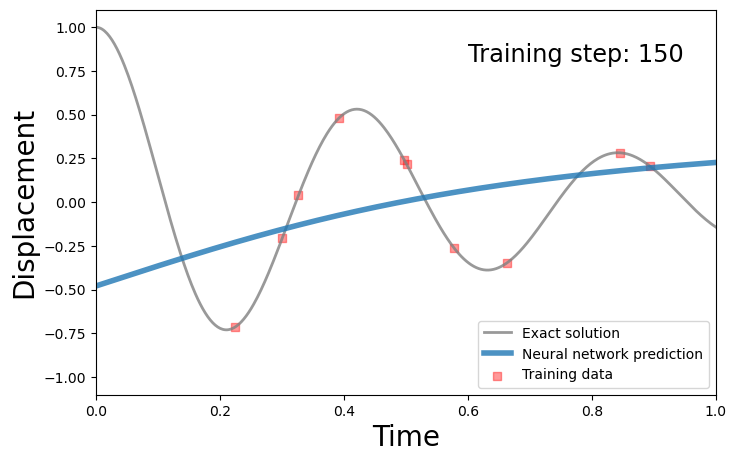 1.00
Training step: 150
0.75
0.50
0.25
0.00
−0.25
−0.50
−0.75
−1.00
Displacement
Exact solution
Neural network prediction
Training data
0.0 0.2 0.4 0.6 0.8 1.0
Time